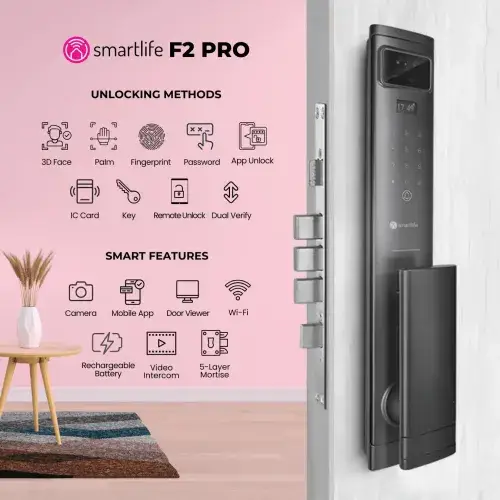 smartlife F2 PRO
UNLOCKING METHODS
3D Face Palm Fingerprint Password App Unlock
IC Card Key Remote Unlock Dual Verify
SMART FEATURES
Camera Mobile App Door Viewer Wi-Fi
Rechargeable Battery
Video Intercom
5-Layer Mortise
smartlife